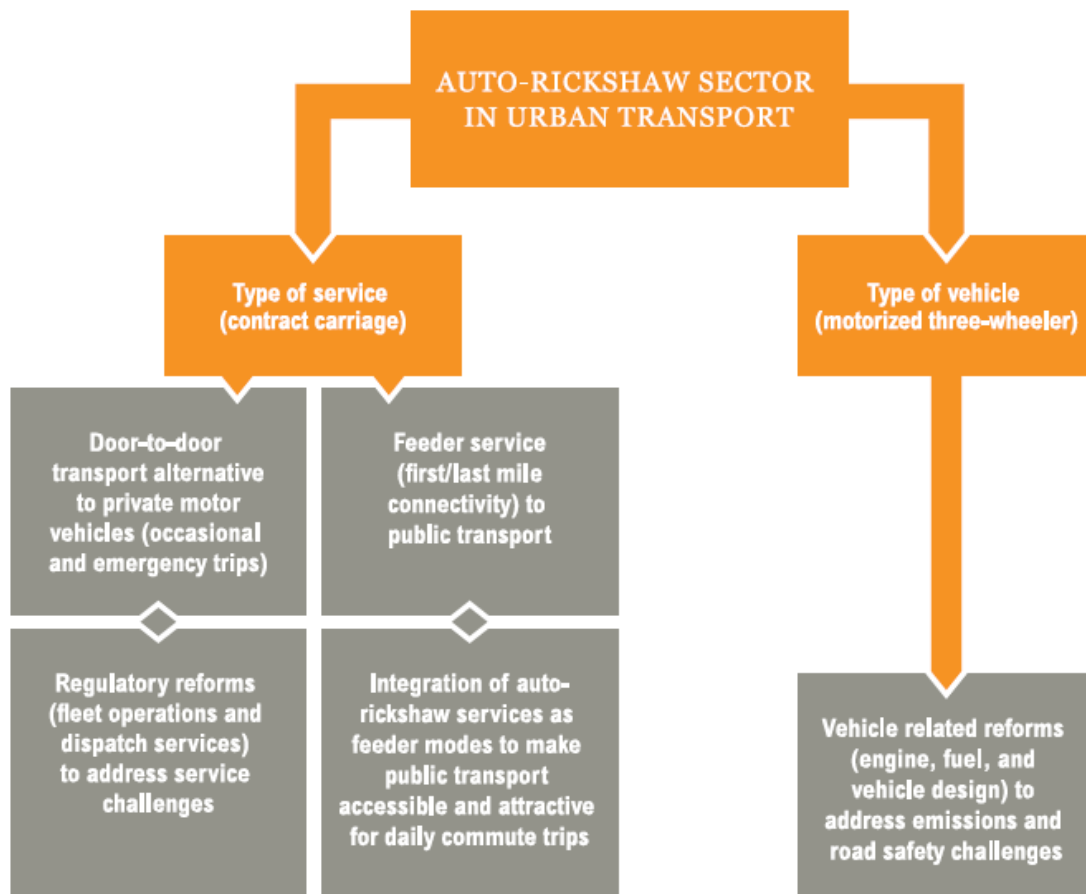 AUTO-RICKSHAW SECTOR
IN URBAN TRANSPORT
Type of service
(contract carriage)
Type of vehicle
(motorized three-wheeler)
Door-to-door
transport alternative
to private motor
vehicles (occasional
and emergency trips)
Feeder service
(first/last mile
connectivity) to
public transport
Regulatory reforms
(fleet operations and
dispatch services)
to address service
challenges
Integration of auto-
rickshaw services as
feeder modes to make
public transport
accessible and attractive
for daily commute trips
Vehicle related reforms
(engine, fuel, and
vehicle design) to
address emissions and
road safety challenges